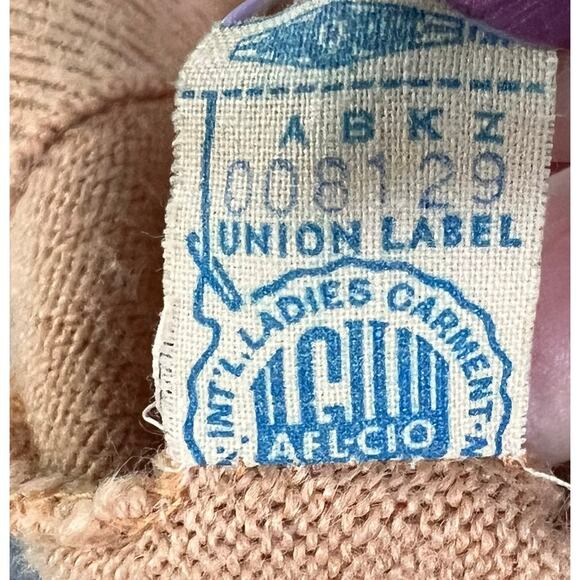 A B K Z
008129
UNION LABEL
INT'L. LADIES GARMENT
ILGWU
AFL-CIO